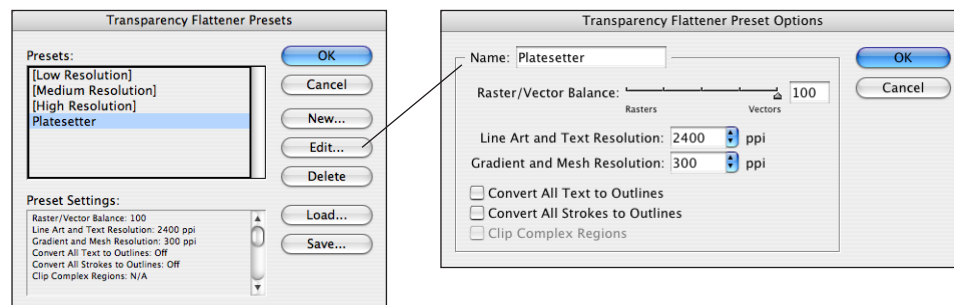 Transparency Flattener Presets
Presets:
[Low Resolution]
[Medium Resolution]
[High Resolution]
Platesetter
OK
Cancel
New...
Edit...
Delete
Load...
Save...
Preset Settings:
Raster/Vector Balance: 100
Line Art and Text Resolution: 2400 ppi
Gradient and Mesh Resolution: 300 ppi
Convert All Text to Outlines: Off
Convert All Strokes to Outlines: Off
Clip Complex Regions: N/A
Transparency Flattener Preset Options
Name: Platesetter
Raster/Vector Balance: 100
Rasters Vectors
Line Art and Text Resolution: 2400 ppi
Gradient and Mesh Resolution: 300 ppi
Convert All Text to Outlines
Convert All Strokes to Outlines
Clip Complex Regions
OK
Cancel